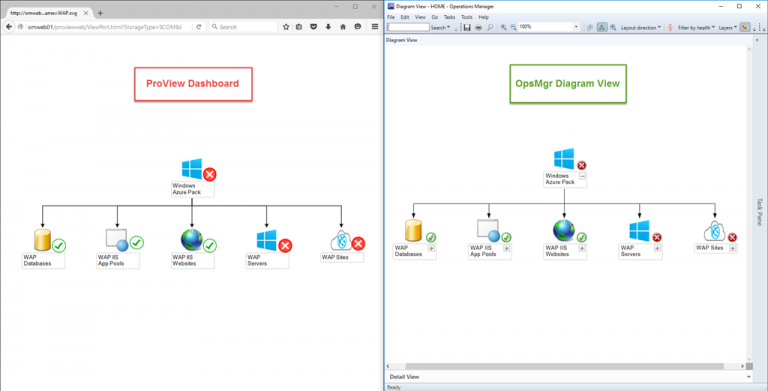 http://omweb...ame=WAP.svg
omweb01/proviewweb/ViewPort.html?StorageType=SCOM&i
Search
ProView Dashboard
Windows
Azure Pack
WAP
Databases
WAP IIS
App Pools
WAP IIS
Websites
WAP
Servers
WAP Sites
Diagram View - HOME - Operations Manager
File Edit View Go Tasks Tools Help
Search 100% Layout direction Filter by health Layers
Diagram View
OpsMgr Diagram View
Windows
Azure Pack
WAP
Databases
WAP IIS
App Pools
WAP IIS
Websites
WAP
Servers
WAP Sites
Task Pane
Detail View
Ready